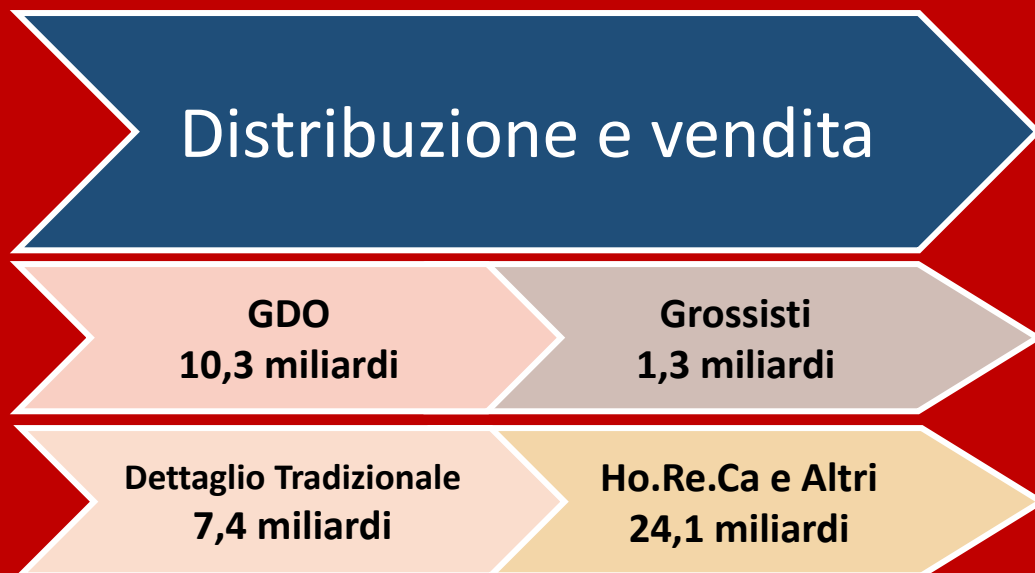 Distribuzione e vendita
GDO
10,3 miliardi
Grossisti
1,3 miliardi
Dettaglio Tradizionale
7,4 miliardi
Ho.Re.Ca e Altri
24,1 miliardi